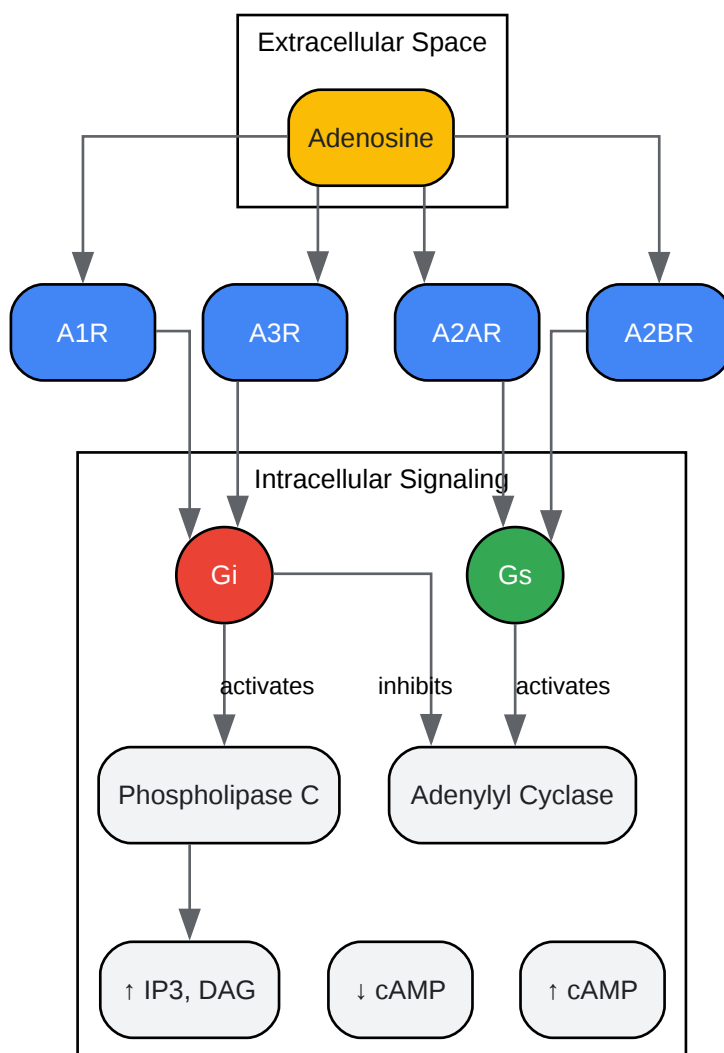 Extracellular Space
Adenosine
A1R
A3R
A2AR
A2BR
Intracellular Signaling
Gi
Gs
activates
inhibits
activates
Phospholipase C
Adenylyl Cyclase
↑ IP3, DAG
↓ cAMP
↑ cAMP